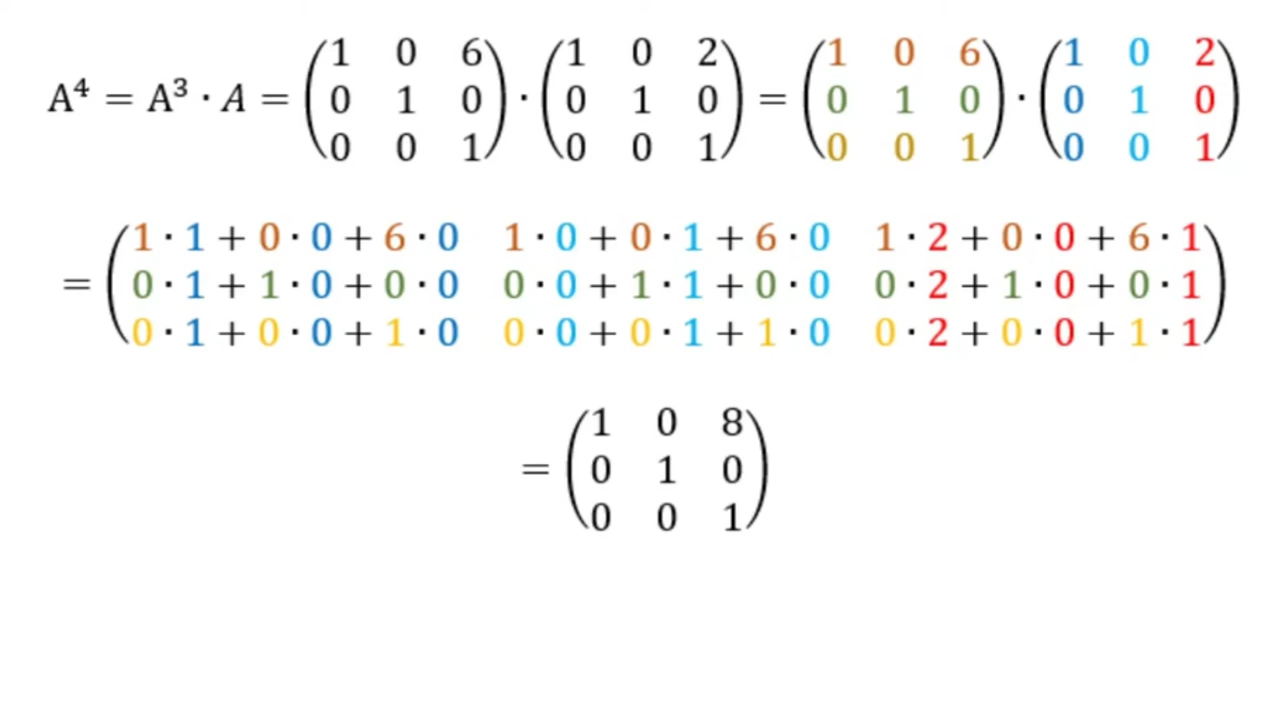 A⁴ = A³ · A = (1 0 6 0 1 0 0 0 1) · (1 0 2 0 1 0 0 0 1) = (1 0 6 0 1 0 0 0 1) · (1 0 2 0 1 0 0 0 1)
= (1 · 1 + 0 · 0 + 6 · 0 1 · 0 + 0 · 1 + 6 · 0 1 · 2 + 0 · 0 + 6 · 1
0 · 1 + 1 · 0 + 0 · 0 0 · 0 + 1 · 1 + 0 · 0 0 · 2 + 1 · 0 + 0 · 1
0 · 1 + 0 · 0 + 1 · 0 0 · 0 + 0 · 1 + 1 · 0 0 · 2 + 0 · 0 + 1 · 1)
= (1 0 8
0 1 0
0 0 1)